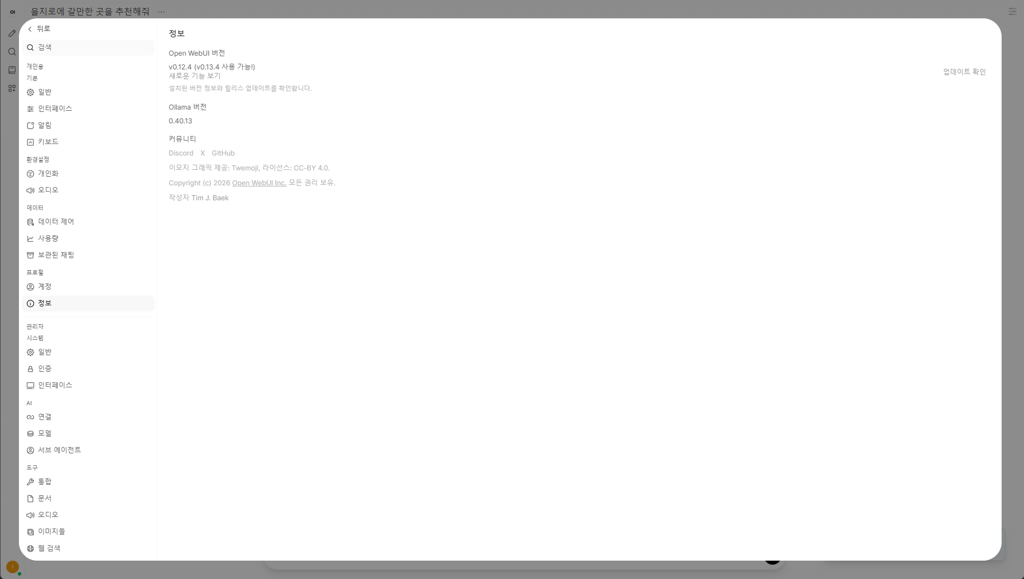 을지로에 갈만한 곳을 추천해줘
뒤로
검색
개인용
기본
일반
인터페이스
알림
키보드
환경설정
개인화
오디오
데이터
데이터 제어
사용량
보관된 채팅
프로필
계정
정보
관리자
시스템
일반
인증
인터페이스
AI
연결
모델
서브 에이전트
도구
통합
문서
오디오
이미지들
웹 검색
정보
Open WebUI 버전
v0.12.4 (v0.13.4 사용 가능!)
새로운 기능 보기
설치된 버전 정보와 릴리스 업데이트를 확인합니다.
업데이트 확인
Ollama 버전
0.40.13
커뮤니티
Discord X GitHub
이모지 그래픽 제공: Twemoji, 라이선스: CC-BY 4.0.
Copyright (c) 2026 Open WebUI Inc. 모든 권리 보유.
작성자 Tim J. Baek